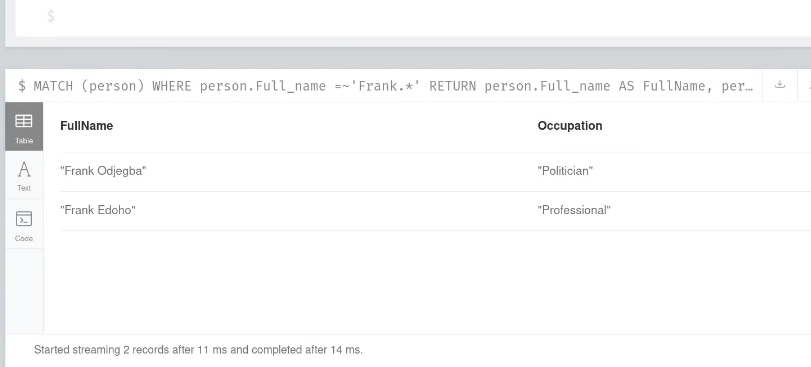 $
$ MATCH (person) WHERE person.Full_name =~'Frank.*' RETURN person.Full_name AS FullName, per…
Table
FullName Occupation
"Frank Odjegba" "Politician"
Text
"Frank Edoho" "Professional"
Code
Started streaming 2 records after 11 ms and completed after 14 ms.